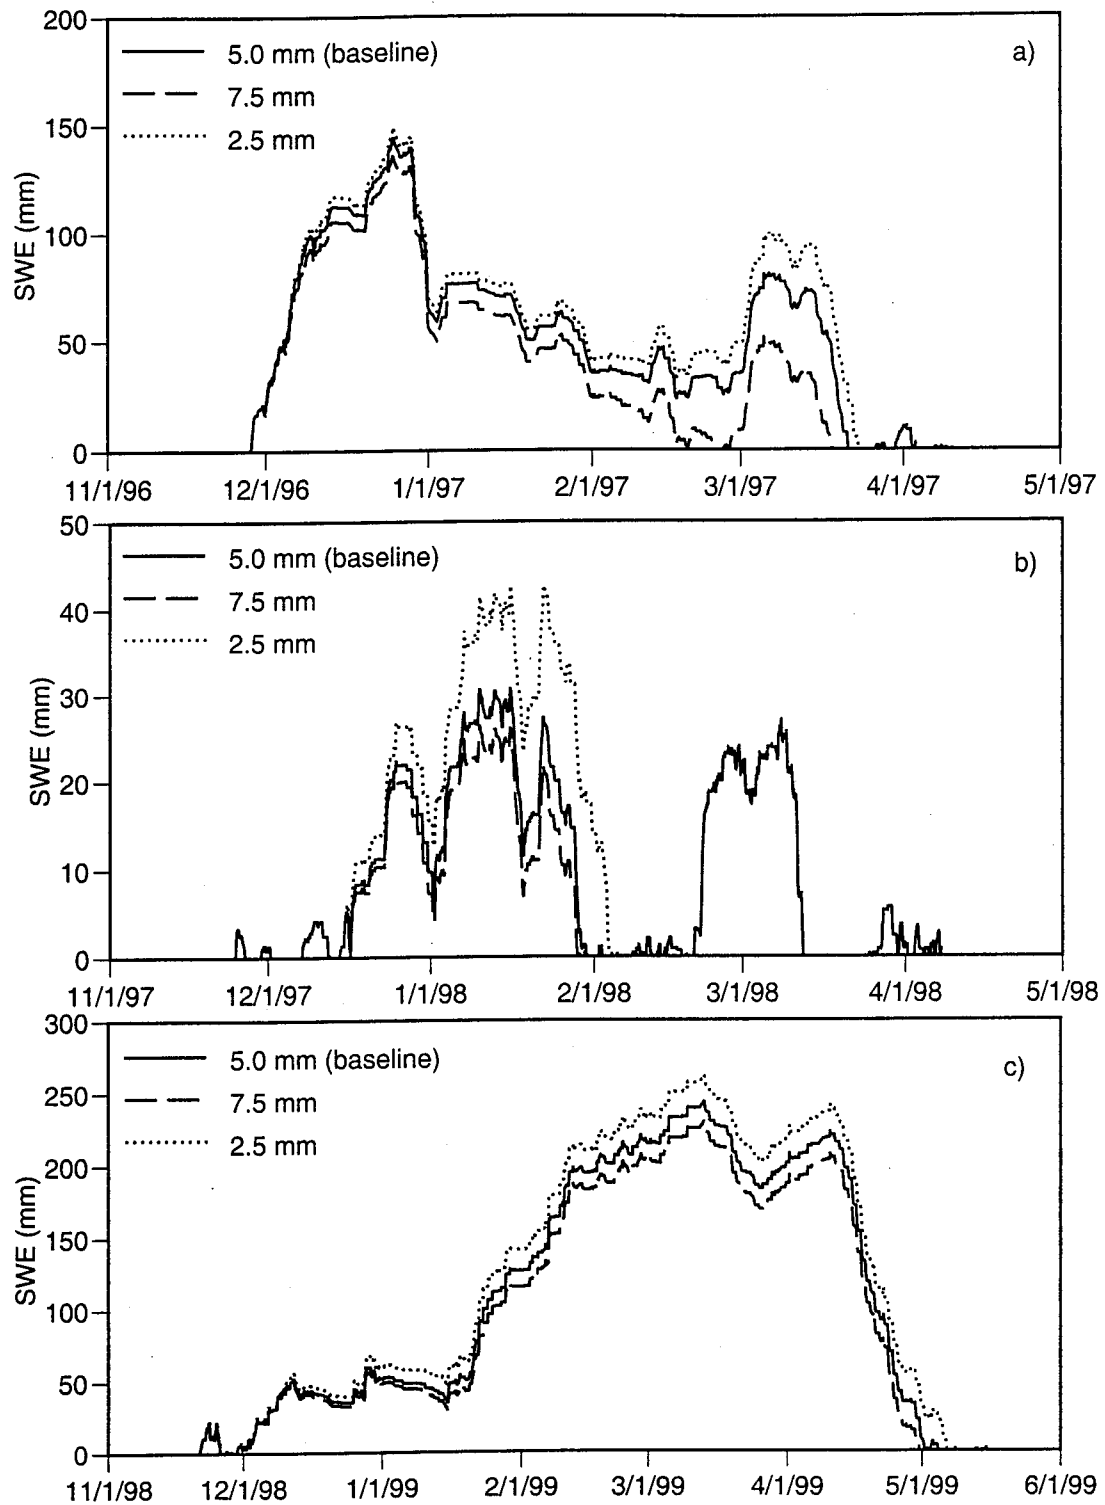 200
5.0 mm (baseline)
a)
7.5 mm
150
2.5 mm
100
SWE (mm)
50
0
11/1/96 12/1/96 1/1/97 2/1/97 3/1/97 4/1/97 5/1/97
50
5.0 mm (baseline)
b)
7.5 mm
40
2.5 mm
30
SWE (mm)
20
10
0
11/1/97 12/1/97 1/1/98 2/1/98 3/1/98 4/1/98 5/1/98
300
5.0 mm (baseline)
c)
250
7.5 mm
2.5 mm
200
SWE (mm)
150
100
50
0
11/1/98 12/1/98 1/1/99 2/1/99 3/1/99 4/1/99 5/1/99 6/1/99